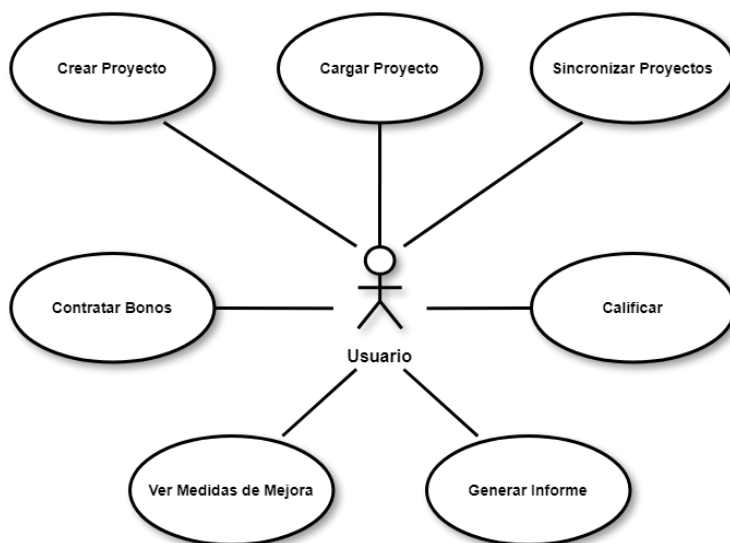 Crear Proyecto
Cargar Proyecto
Sincronizar Proyectos
Contratar Bonos
Calificar
Usuario
Ver Medidas de Mejora
Generar Informe